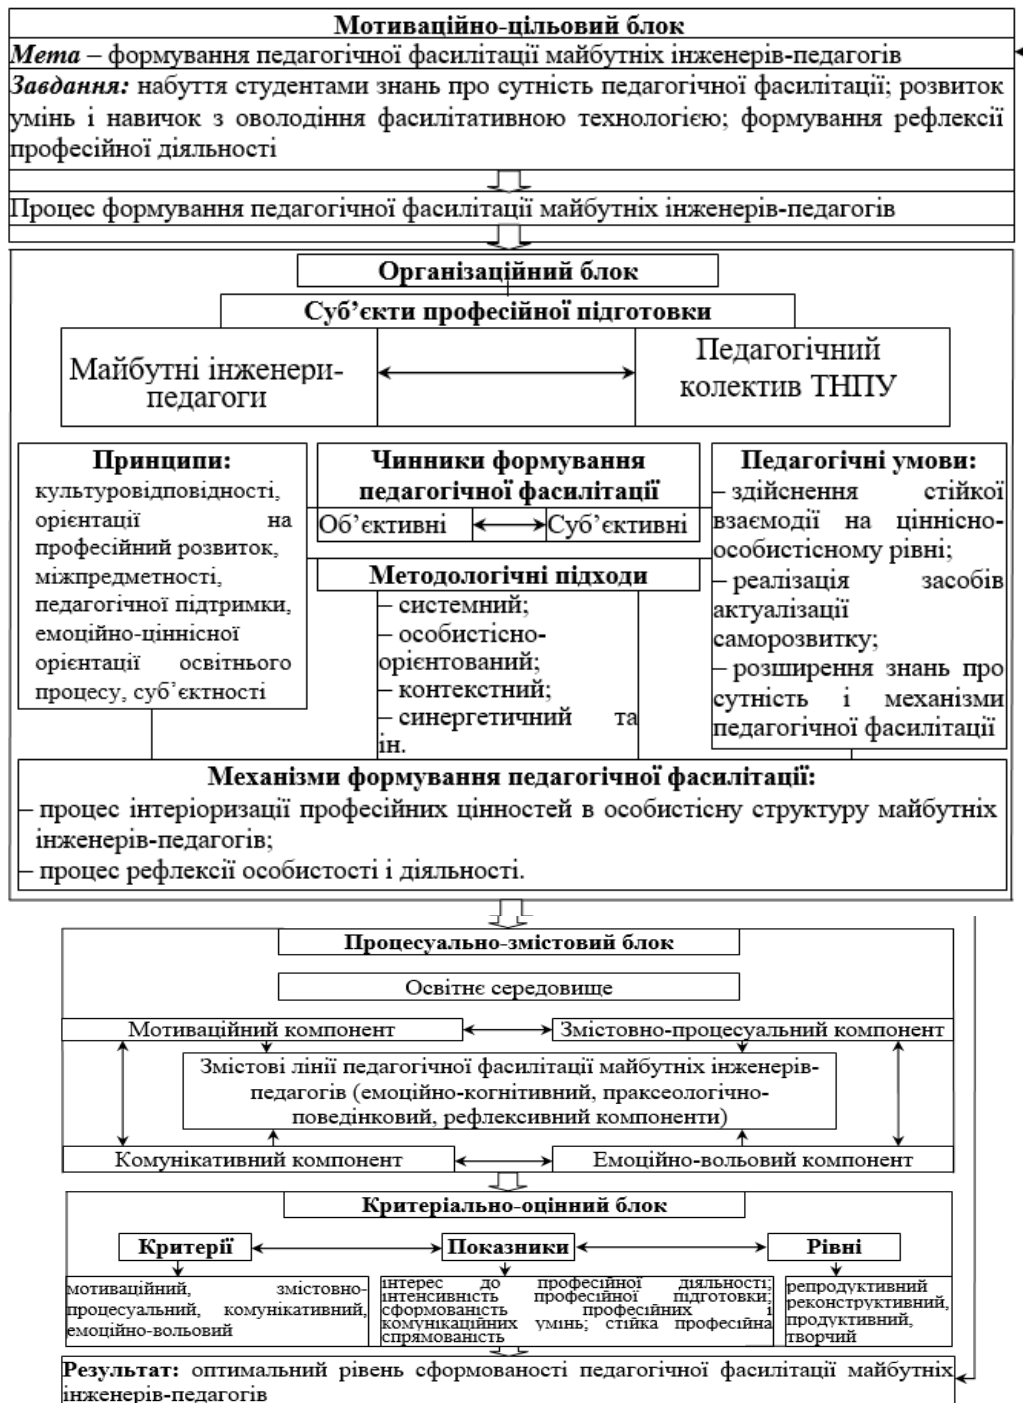 Мотиваційно-цільовий блок
Мета – формування педагогічної фасилітації майбутніх інженерів-педагогів
Завдання: набуття студентами знань про сутність педагогічної фасилітації; розвиток
умінь і навичок з оволодіння фасилітативною технологією; формування рефлексії
професійної діяльності
Процес формування педагогічної фасилітації майбутніх інженерів-педагогів
Організаційний блок
Суб’єкти професійної підготовки
Майбутні інженери-
педагоги
Педагогічний
колектив ТНПУ
Принципи:
культуровідповідності,
орієнтації на
професійний розвиток,
міжпредметності,
педагогічної підтримки,
емоційно-ціннісної
орієнтації освітнього
процесу, суб’єктності
Чинники формування
педагогічної фасилітації
Об’єктивні
Суб’єктивні
Методологічні підходи
– системний;
– особистісно-
орієнтований;
– контекстний;
– синергетичний та
ін.
Педагогічні умови:
– здійснення стійкої
взаємодії на ціннісно-
особистісному рівні;
– реалізація засобів
актуалізації
саморозвитку;
– розширення знань про
сутність і механізми
педагогічної фасилітації
Механізми формування педагогічної фасилітації:
– процес інтеріоризації професійних цінностей в особистісну структуру майбутніх
інженерів-педагогів;
– процес рефлексії особистості і діяльності.
Процесуально-змістовий блок
Освітнє середовище
Мотиваційний компонент
Змістовно-процесуальний компонент
Змістові лінії педагогічної фасилітації майбутніх інженерів-
педагогів (емоційно-когнітивний, праксеологічно-
поведінковий, рефлексивний компоненти)
Комунікативний компонент
Емоційно-вольовий компонент
Критеріально-оцінний блок
Критерії
Показники
Рівні
мотиваційний, змістовно-
процесуальний, комунікативний,
емоційно-вольовий
інтерес до професійної діяльності;
інтенсивність професійної підготовки;
сформованість професійних і
комунікаційних умінь; стійка професійна
спрямованість
репродуктивний
реконструктивний,
продуктивний,
творчий
Результат: оптимальний рівень сформованості педагогічної фасилітації майбутніх
інженерів-педагогів